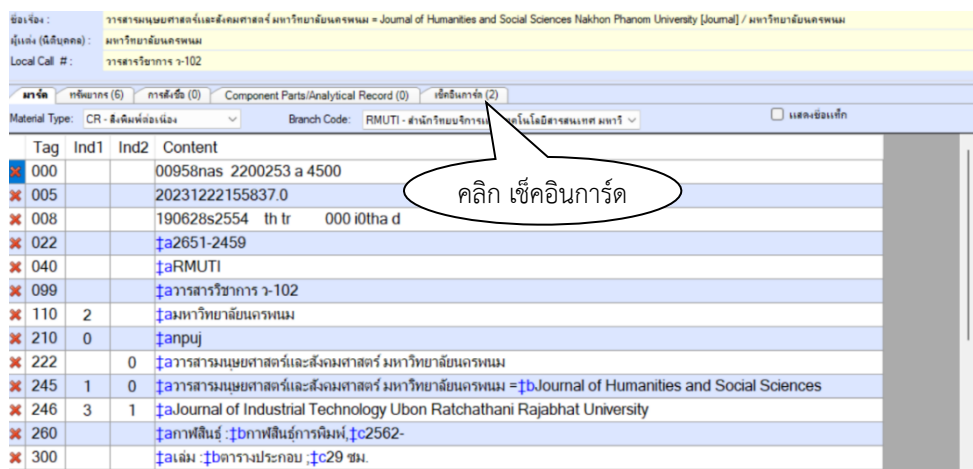 ชื่อเรื่อง : วารสารมนุษยศาสตร์และสังคมศาสตร์ มหาวิทยาลัยนครพนม = Journal of Humanities and Social Sciences Nakhon Phanom University [Journal] / มหาวิทยาลัยนครพนม
ผู้แต่ง (นิติบุคคล) : มหาวิทยาลัยนครพนม
Local Call # : วารสารวิชาการ ว-102
มาร์ค ทรัพยากร (6) การสั่งซื้อ (0) Component Parts/Analytical Record (0) เช็คอินการ์ด (2)
Material Type: CR - สิ่งพิมพ์ต่อเนื่อง Branch Code: RMUTI - สำนักวิทยบริการ คโนโลยีสารสนเทศ มหาวิ แสดงชื่อแท็ก
Tag Ind1 Ind2 Content
000 00958nas 2200253 a 4500
005 20231222155837.0
คลิก เช็คอินการ์ด
008 190628s2554 th tr 000 i0tha d
022 ‡a2651-2459
040 ‡aRMUTI
099 ‡aวารสารวิชาการ ว-102
110 2 ‡aมหาวิทยาลัยนครพนม
210 0 ‡anpuj
222 0 ‡aวารสารมนุษยศาสตร์และสังคมศาสตร์ มหาวิทยาลัยนครพนม
245 1 0 ‡aวารสารมนุษยศาสตร์และสังคมศาสตร์ มหาวิทยาลัยนครพนม =‡bJournal of Humanities and Social Sciences
246 3 1 ‡aJournal of Industrial Technology Ubon Ratchathani Rajabhat University
260 ‡aกาฬสินธุ์ :‡bกาฬสินธุ์การพิมพ์,‡c2562-
300 ‡aเล่ม :‡bตารางประกอบ ;‡c29 ซม.